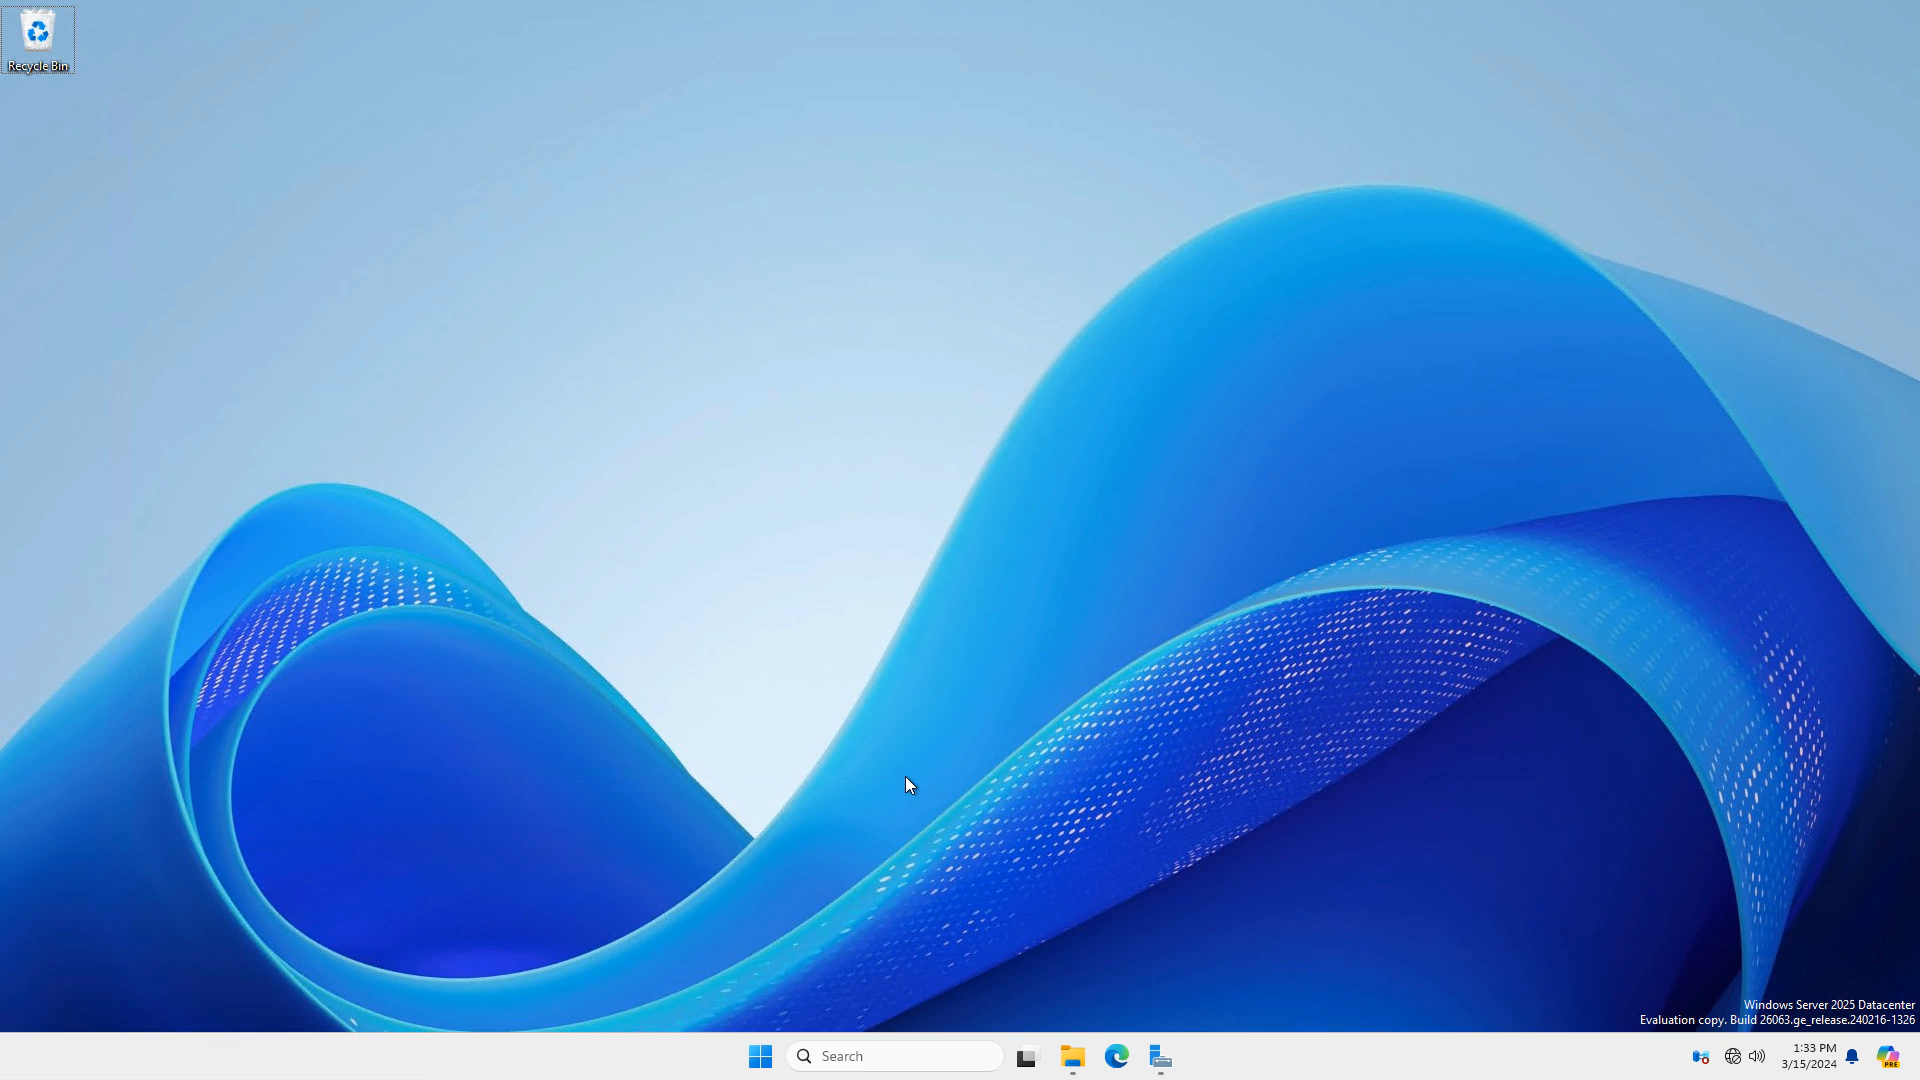 Recycle Bin
Windows Server 2025 Datacenter
Evaluation copy. Build 26063.ge_release.240216-1326
Search
1:33 PM
3/15/2024
PRE